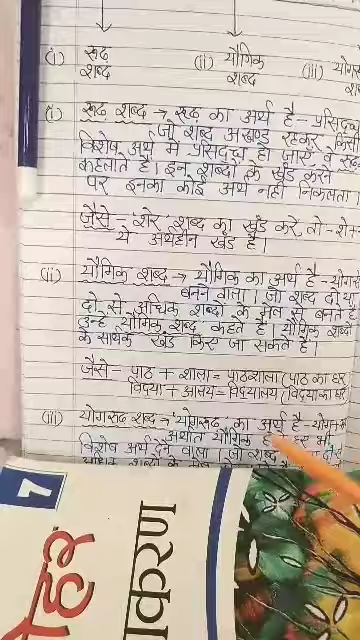 (i) रूढ़ (ii) यौगिक (iii) योगरू
शब्द शब्द शब्द
(i) रूढ़ शब्द → रूढ़ का अर्थ है - प्रसिद्ध
जो शब्द अखण्ड रहकर किसी
विशेष अर्थ में प्रसिद्ध हो जाए वे रूढ़
कहलाते हैं। इन शब्दों के खंड करने
पर इनका कोई अर्थ नहीं निकलता।
जैसे - 'शेर' शब्द का खंड करें, तो - शे+
ये अर्थहीन खंड हैं।
(ii) यौगिक शब्द → यौगिक का अर्थ है - योग से
बनने वाला। जो शब्द दो या
दो से अधिक शब्दों के मेल से बनते हैं
उन्हें यौगिक शब्द कहते हैं। यौगिक शब्दों
के सार्थक खंड किए जा सकते हैं।
जैसे - पाठ + शाला = पाठशाला (पाठ का घर
विद्या + आलय = विद्यालय (विद्या का घर
(iii) योगरूढ़ शब्द → 'योगरूढ़' का अर्थ है -
अर्थात यौगिक होते हुए भी
विशेष अर्थ देने वाला। जो शब्द
7
करण